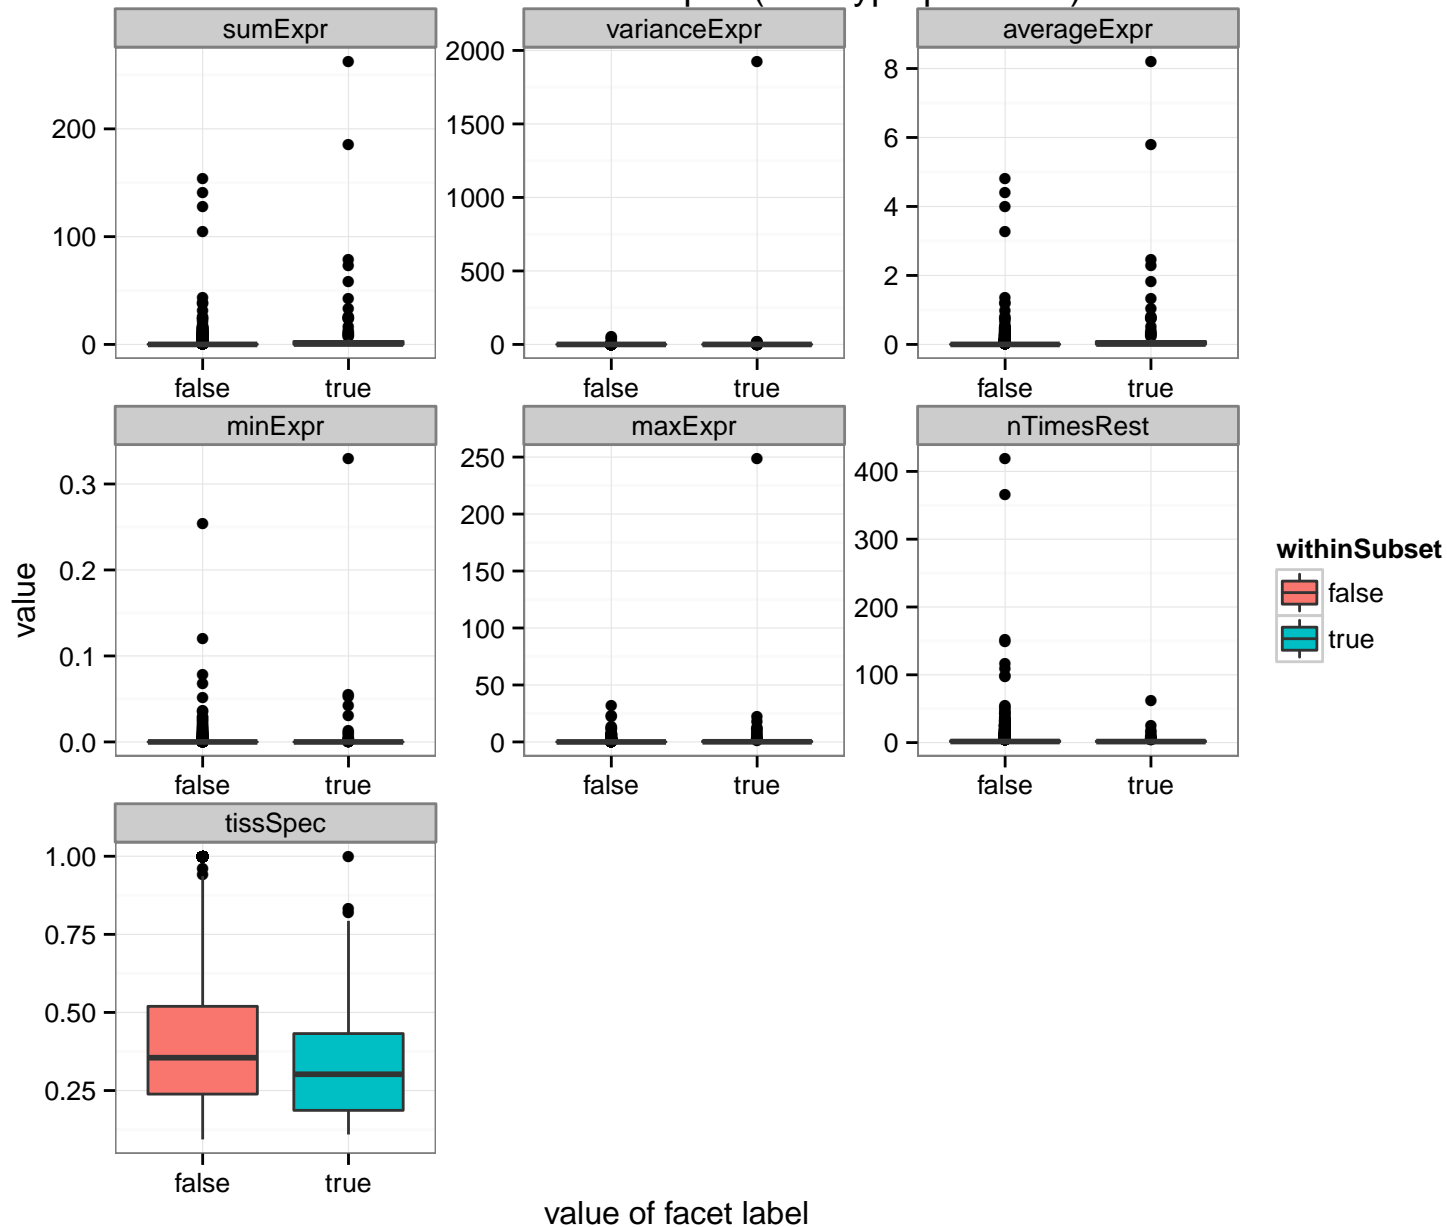 sumExpr varianceExpr averageExpr
2000
1500
1000
500
0
200
100
0
8
6
4
2
0
false true false true false true
minExpr maxExpr nTimesRest
0.3
0.2
0.1
0.0
250
200
150
100
50
0
400
300
200
100
0
false true false true false true
value
withinSubset
false
true
tissSpec
1.00
0.75
0.50
0.25
false true
value of facet label